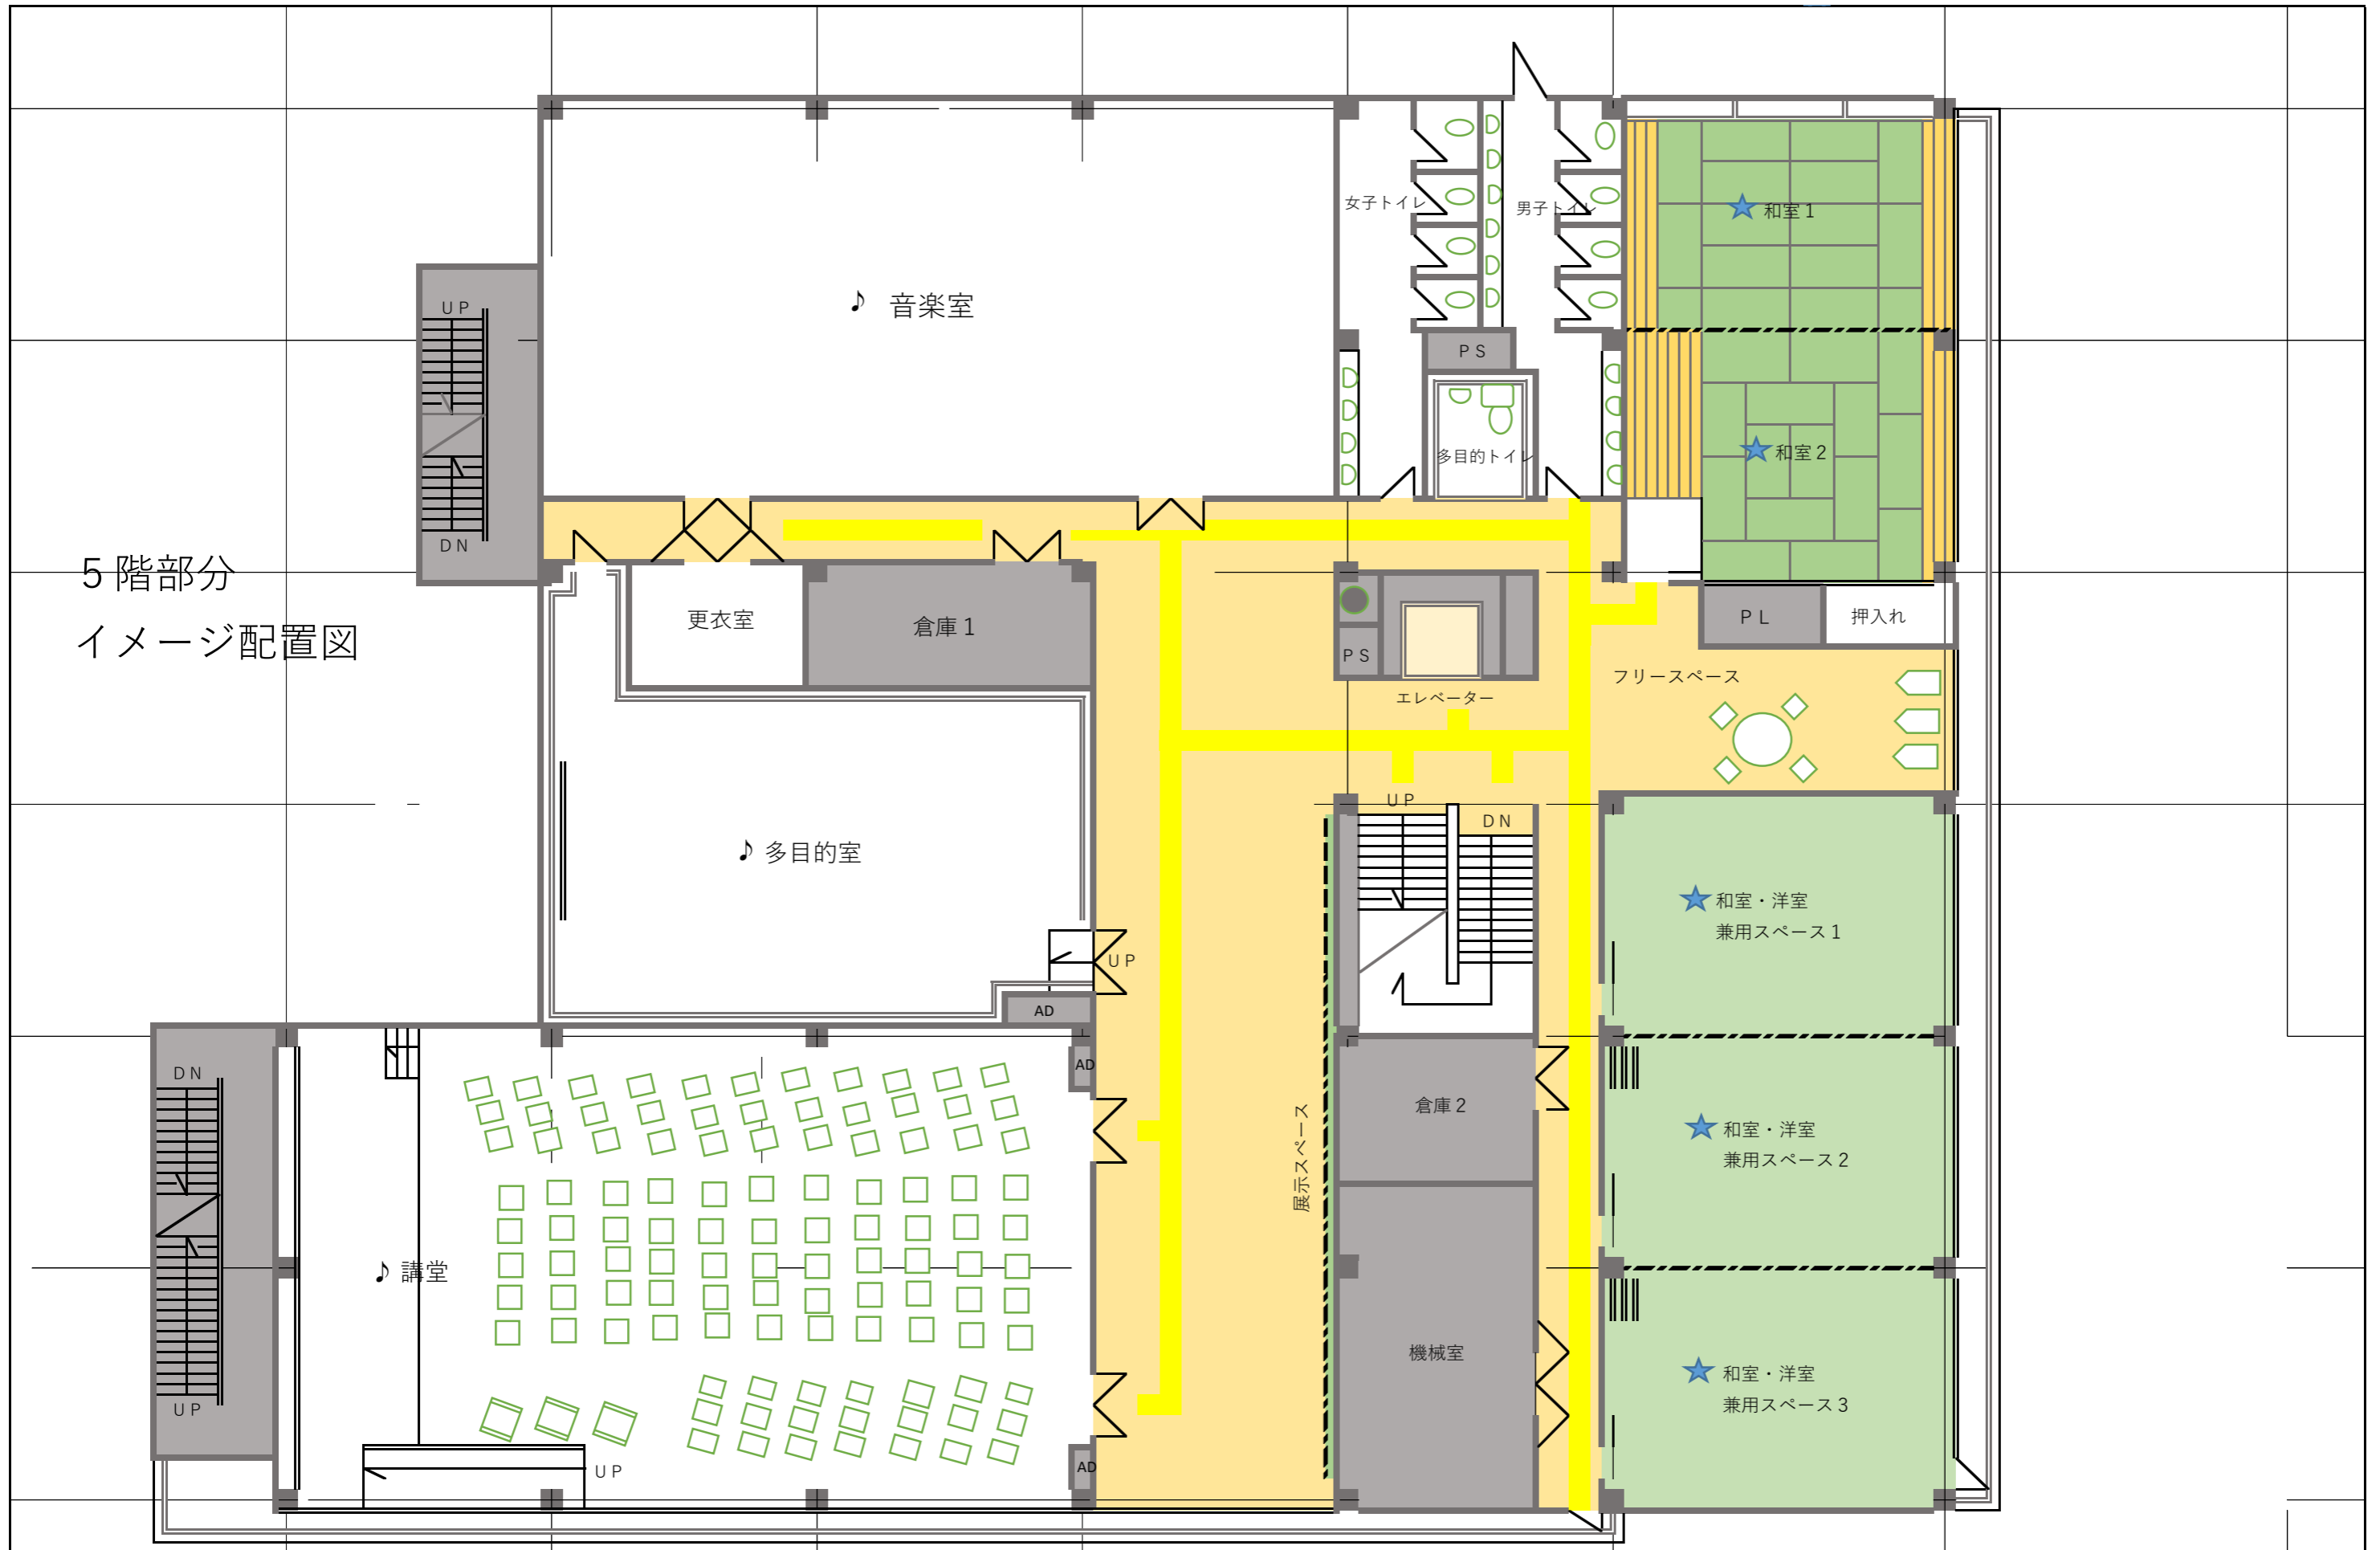 女子トイレ
男子トイレ
和室１
♪ 音楽室
ＵＰ
ＰＳ
和室２
多目的トイレ
ＤＮ
５階部分
イメージ配置図
更衣室
倉庫１
ＰＳ
ＰＬ
押入れ
フリースペース
エレベーター
ＵＰ
ＤＮ
♪ 多目的室
和室・洋室
兼用スペース１
ＵＰ
AD
AD
ＤＮ
展示スペース
倉庫２
和室・洋室
兼用スペース２
♪ 講堂
機械室
和室・洋室
兼用スペース３
ＵＰ
ＵＰ
AD